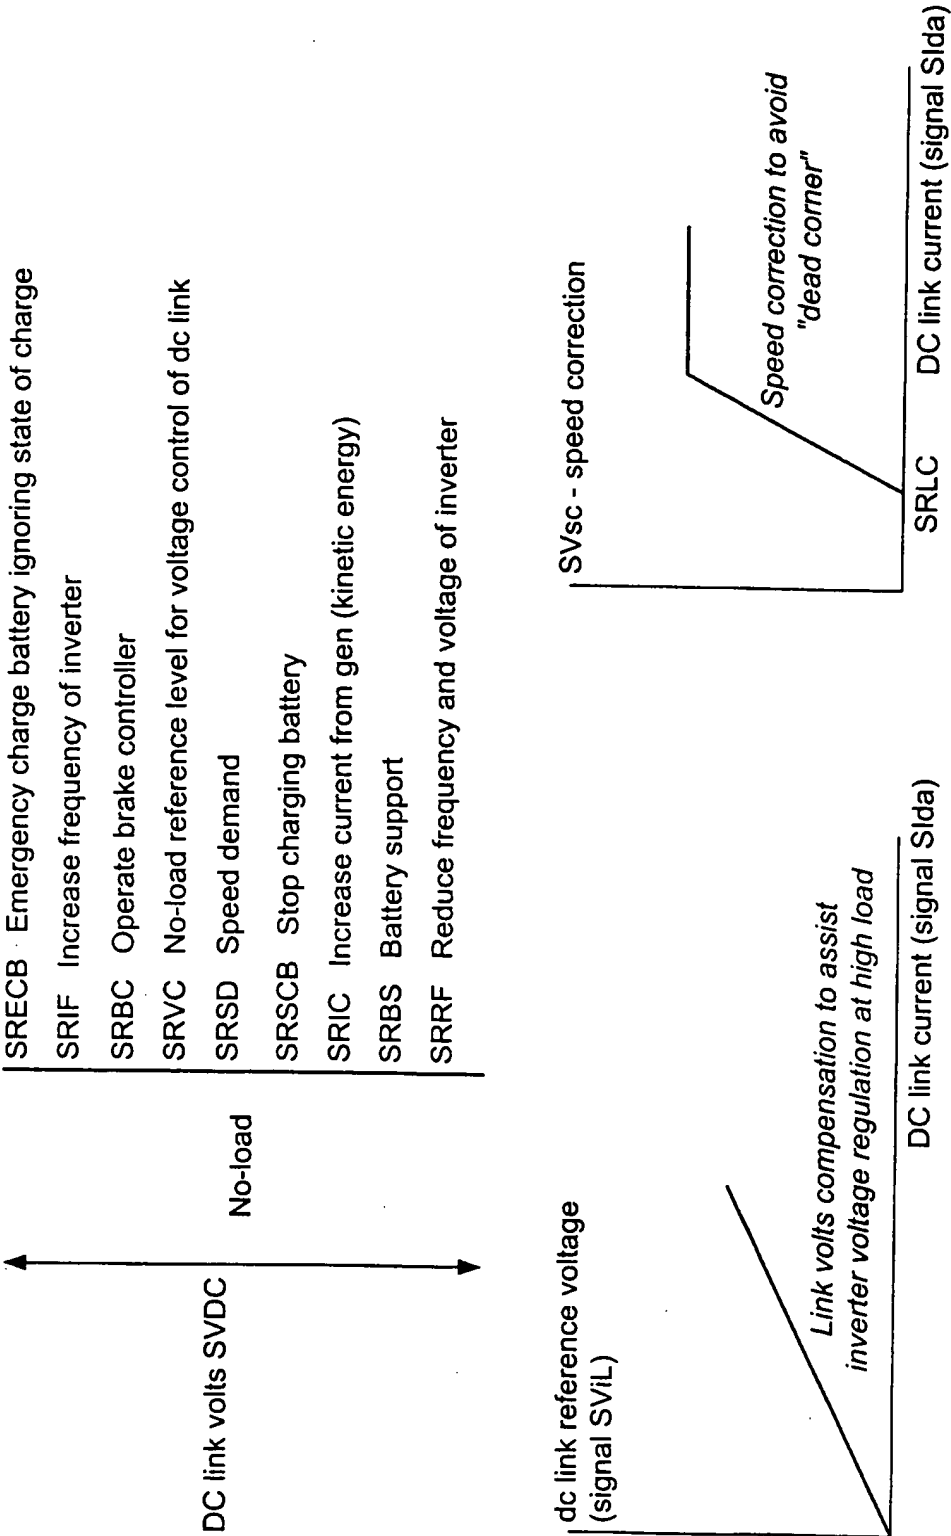 SRECB Emergency charge battery ignoring state of charge
SRIF Increase frequency of inverter
SRBC Operate brake controller
SRVC No-load reference level for voltage control of dc link
SRSD Speed demand
SRSCB Stop charging battery
SRIC Increase current from gen (kinetic energy)
SRBS Battery support
SRRF Reduce frequency and voltage of inverter
No-load
DC link volts SVDC
dc link reference voltage
(signal SViL)
Link volts compensation to assist
inverter voltage regulation at high load
DC link current (signal SIda)
SVsc - speed correction
Speed correction to avoid
"dead corner"
SRLC
DC link current (signal SIda)